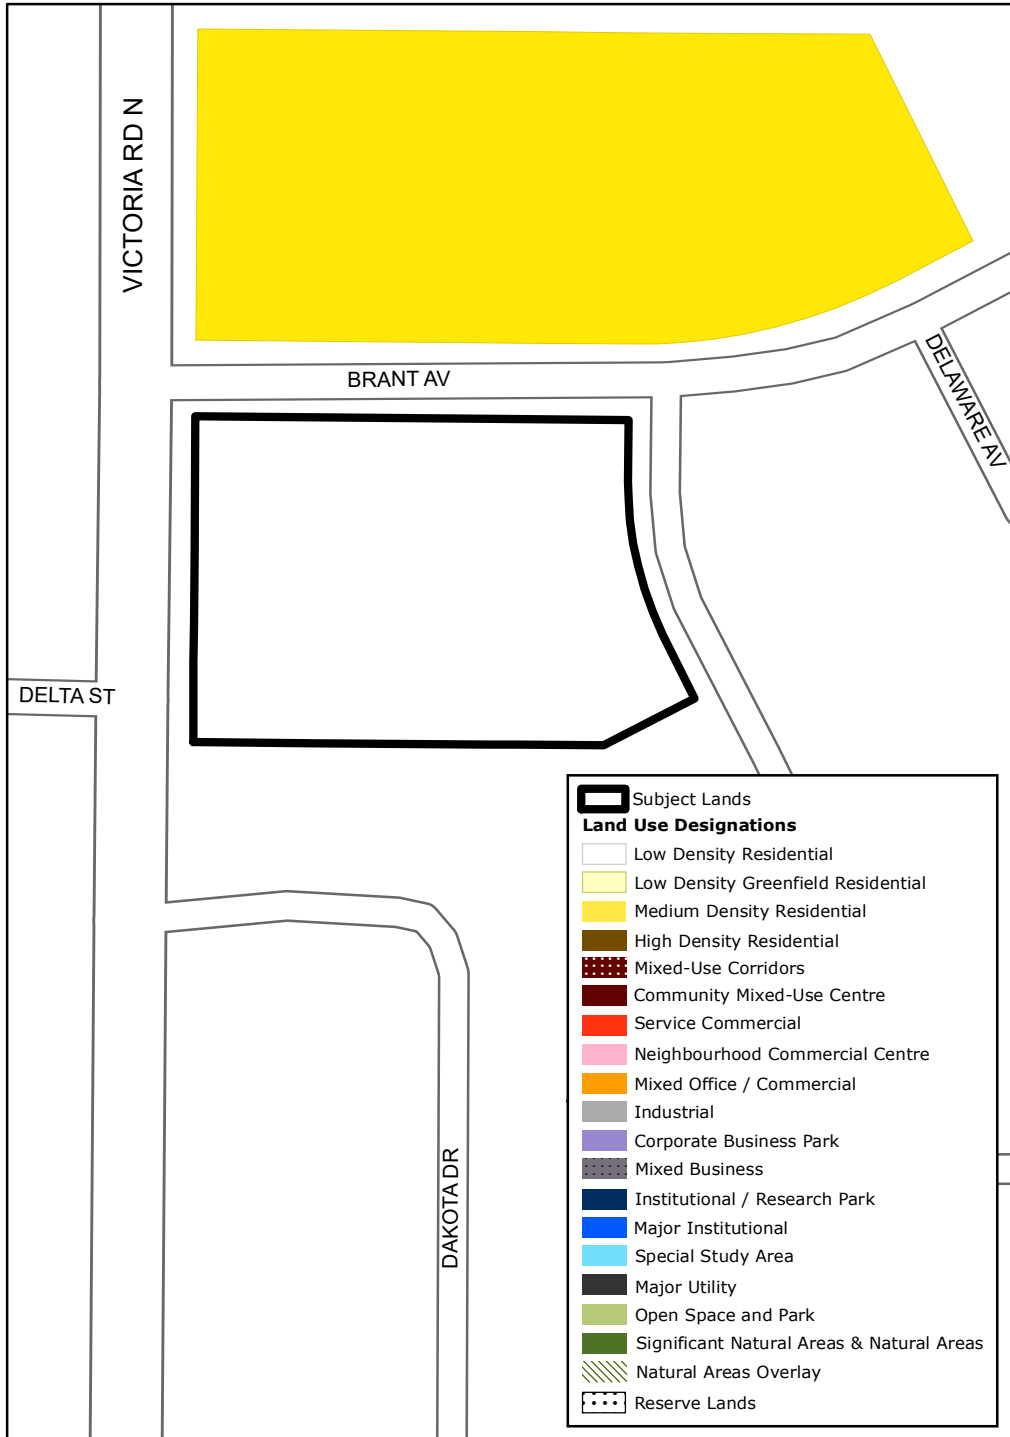 VICTORIA RD N
BRANT AV
DELAWARE AV
DELTA ST
DAKOTA DR
Subject Lands
Land Use Designations
Low Density Residential
Low Density Greenfield Residential
Medium Density Residential
High Density Residential
Mixed-Use Corridors
Community Mixed-Use Centre
Service Commercial
Neighbourhood Commercial Centre
Mixed Office / Commercial
Industrial
Corporate Business Park
Mixed Business
Institutional / Research Park
Major Institutional
Special Study Area
Major Utility
Open Space and Park
Significant Natural Areas & Natural Areas
Natural Areas Overlay
Reserve Lands